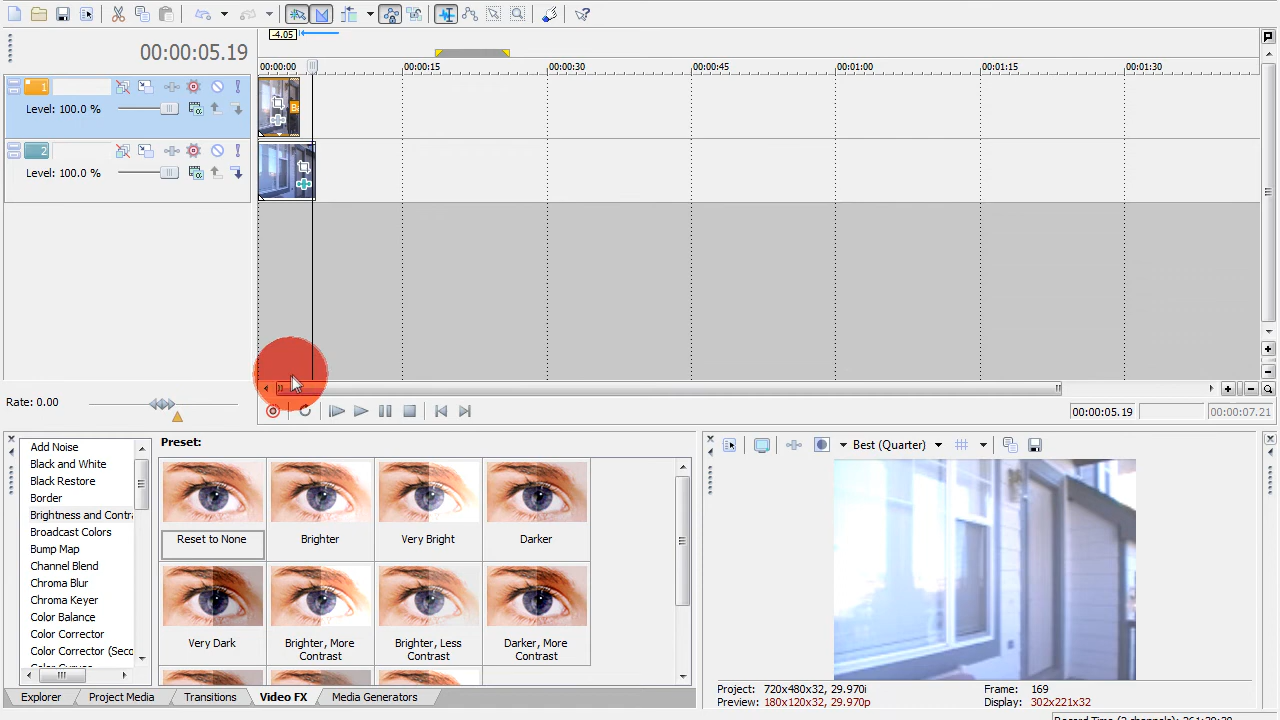 -4.05
00:00:05.19
00:00:00 00:00:15 00:00:30 00:00:45 00:01:00 00:01:15 00:01:30
1
Level: 100.0 %
2
Level: 100.0 %
Rate: 0.00
00:00:05.19 00:00:07.21
Add Noise
Black and White
Black Restore
Border
Brightness and Contra
Broadcast Colors
Bump Map
Channel Blend
Chroma Blur
Chroma Keyer
Color Balance
Color Corrector
Color Corrector (Secc
Preset:
Reset to None
Brighter
Very Bright
Darker
Very Dark
Brighter, More
Contrast
Brighter, Less
Contrast
Darker, More
Contrast
Explorer Project Media Transitions Video FX Media Generators
Best (Quarter)
Project: 720x480x32, 29.970i
Preview: 180x120x32, 29.970p
Frame: 169
Display: 302x221x32